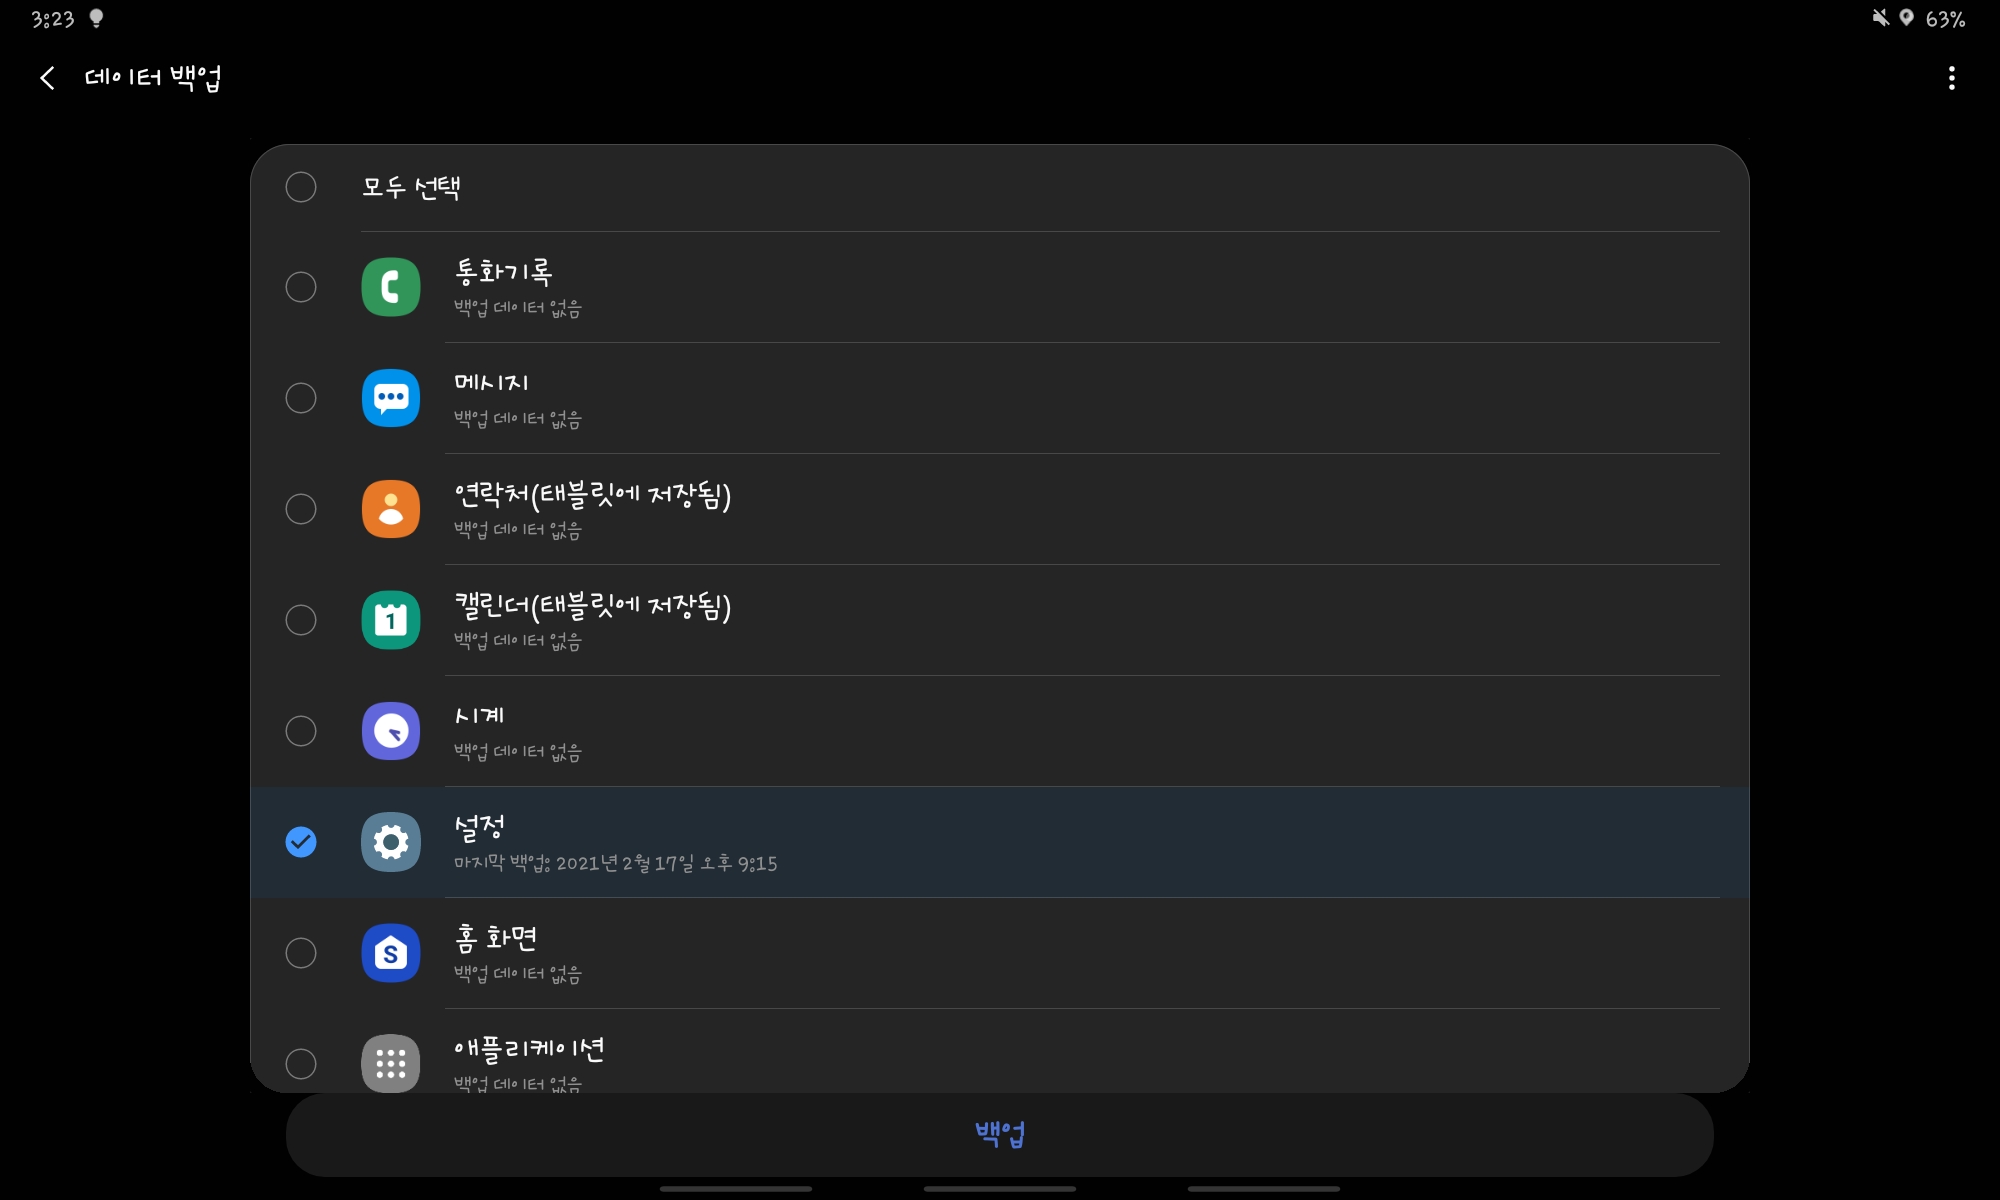 3:23
63%
데이터 백업
모두 선택
통화기록
백업 데이터 없음
메시지
백업 데이터 없음
연락처(태블릿에 저장됨)
백업 데이터 없음
캘린더(태블릿에 저장됨)
백업 데이터 없음
1
시계
백업 데이터 없음
설정
마지막 백업: 2021년 2월 17일 오후 9:15
S
홈 화면
백업 데이터 없음
애플리케이션
백업 데이터 없음
백업